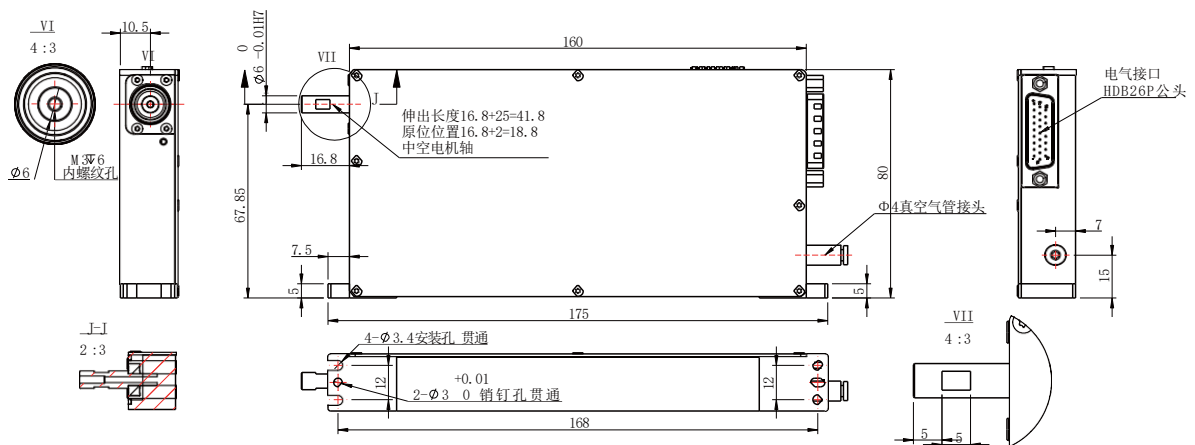 VI
4:3
10.5
VI
Φ6
M3↧6
内螺纹孔
0
Φ6 -0.01H7
VII
160
J
伸出长度16.8+25=41.8
原位位置16.8+2=18.8
中空电机轴
16.8
67.85
7.5
5
175
80
5
Φ4真空气管接头
电气接口
HDB26P公头
7
15
J-J
2:3
4-Φ3.4安装孔 贯通
12
+0.01
2-Φ3 0 销钉孔贯通
12
168
VII
4:3
5
5